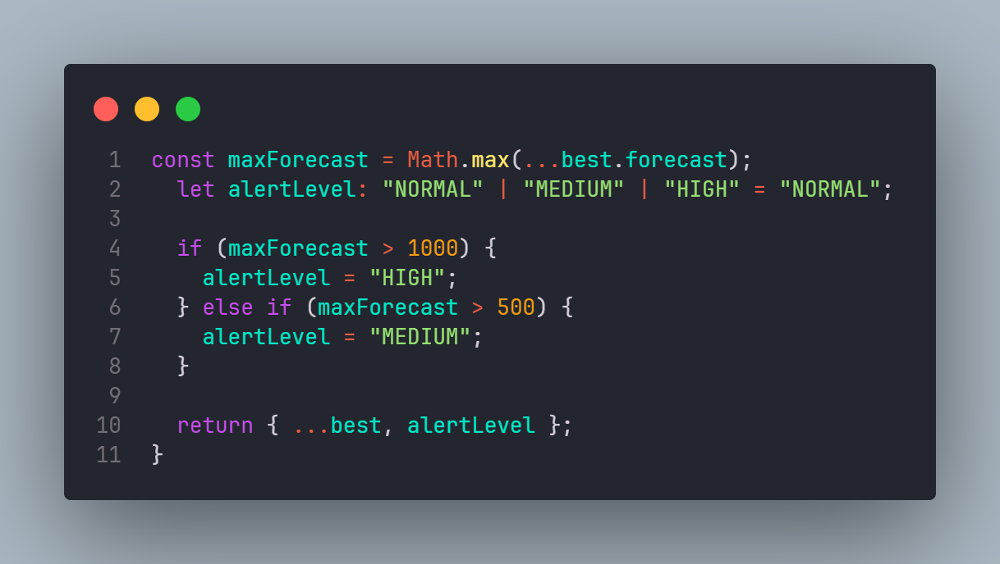 1 const maxForecast = Math.max(...best.forecast);
2   let alertLevel: "NORMAL" | "MEDIUM" | "HIGH" = "NORMAL";
3
4   if (maxForecast > 1000) {
5     alertLevel = "HIGH";
6   } else if (maxForecast > 500) {
7     alertLevel = "MEDIUM";
8   }
9
10   return { ...best, alertLevel };
11 }